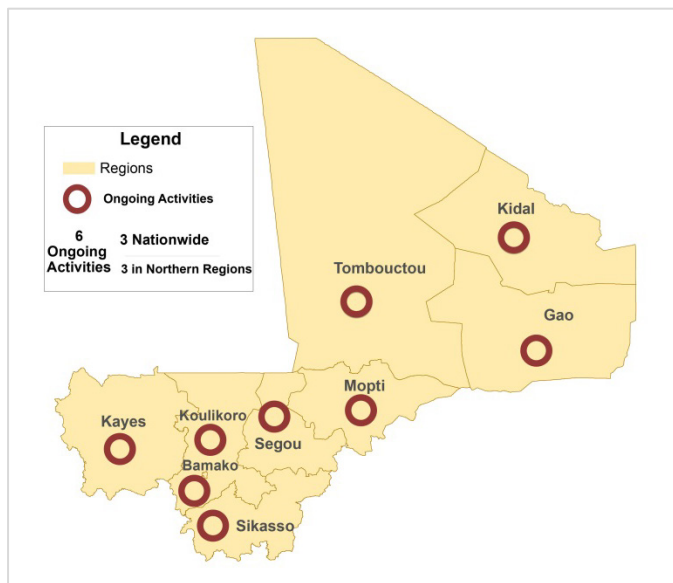 Legend
Regions
Ongoing Activities
6
Ongoing
Activities
3 Nationwide
3 in Northern Regions
Kidal
Tombouctou
Gao
Mopti
Kayes
Koulikoro
Segou
Bamako
Sikasso